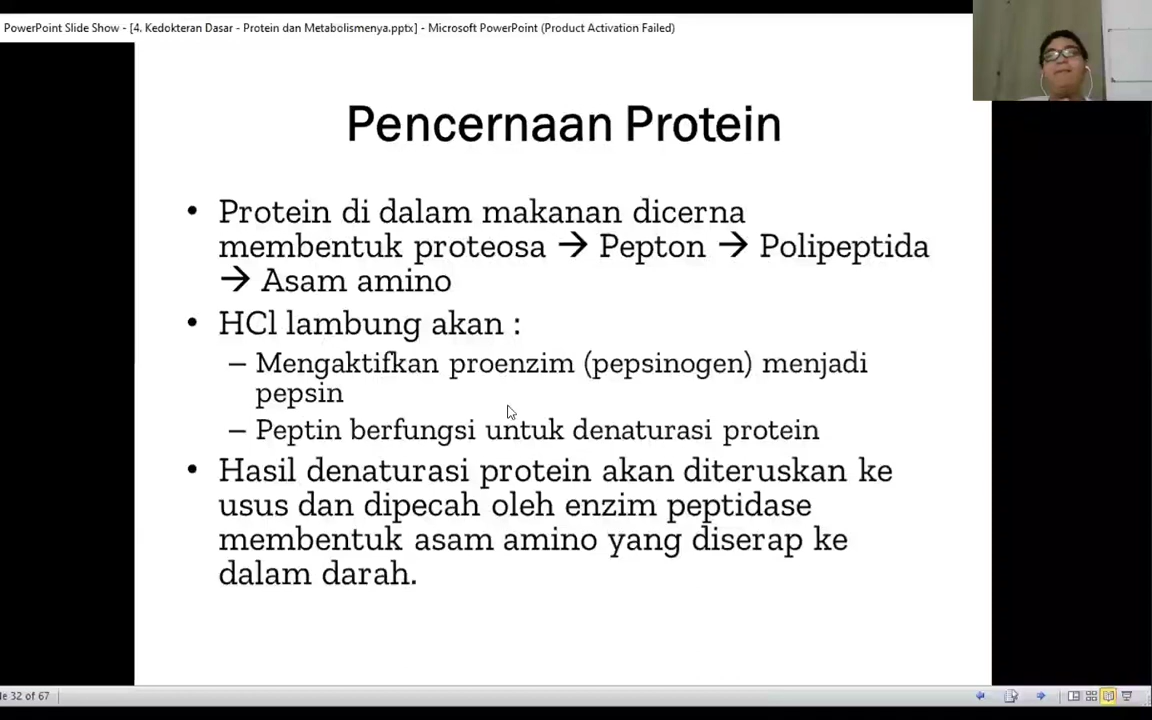 PowerPoint Slide Show - [4. Kedokteran Dasar - Protein dan Metabolismenya.pptx] - Microsoft PowerPoint (Product Activation Failed)
Pencernaan Protein
• Protein di dalam makanan dicerna
membentuk proteosa → Pepton → Polipeptida
→ Asam amino
• HCl lambung akan :
– Mengaktifkan proenzim (pepsinogen) menjadi
pepsin
– Peptin berfungsi untuk denaturasi protein
• Hasil denaturasi protein akan diteruskan ke
usus dan dipecah oleh enzim peptidase
membentuk asam amino yang diserap ke
dalam darah.
le 32 of 67